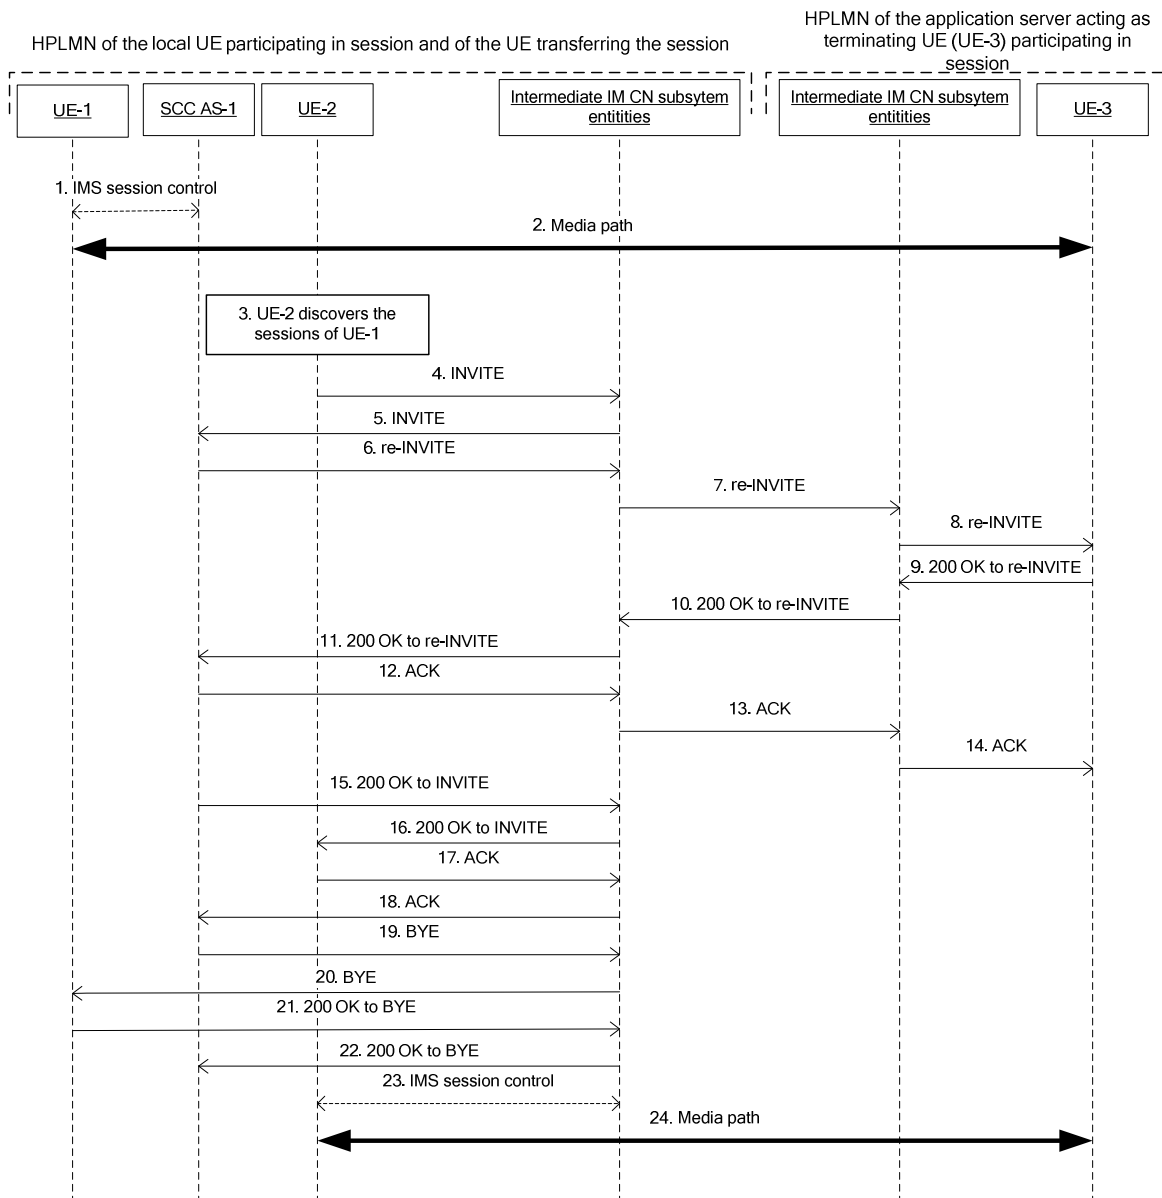 HPLMN of the local UE participating in session and of the UE transferring the session
HPLMN of the application server acting as
terminating UE (UE-3) participating in
session
UE-1
SCC AS-1
UE-2
Intermediate IM CN subsytem
entitities
Intermediate IM CN subsytem
entitities
UE-3
1. IMS session control
2. Media path
3. UE-2 discovers the
sessions of UE-1
4. INVITE
5. INVITE
6. re-INVITE
7. re-INVITE
8. re-INVITE
9. 200 OK to re-INVITE
10. 200 OK to re-INVITE
11. 200 OK to re-INVITE
12. ACK
13. ACK
14. ACK
15. 200 OK to INVITE
16. 200 OK to INVITE
17. ACK
18. ACK
19. BYE
20. BYE
21. 200 OK to BYE
22. 200 OK to BYE
23. IMS session control
24. Media path